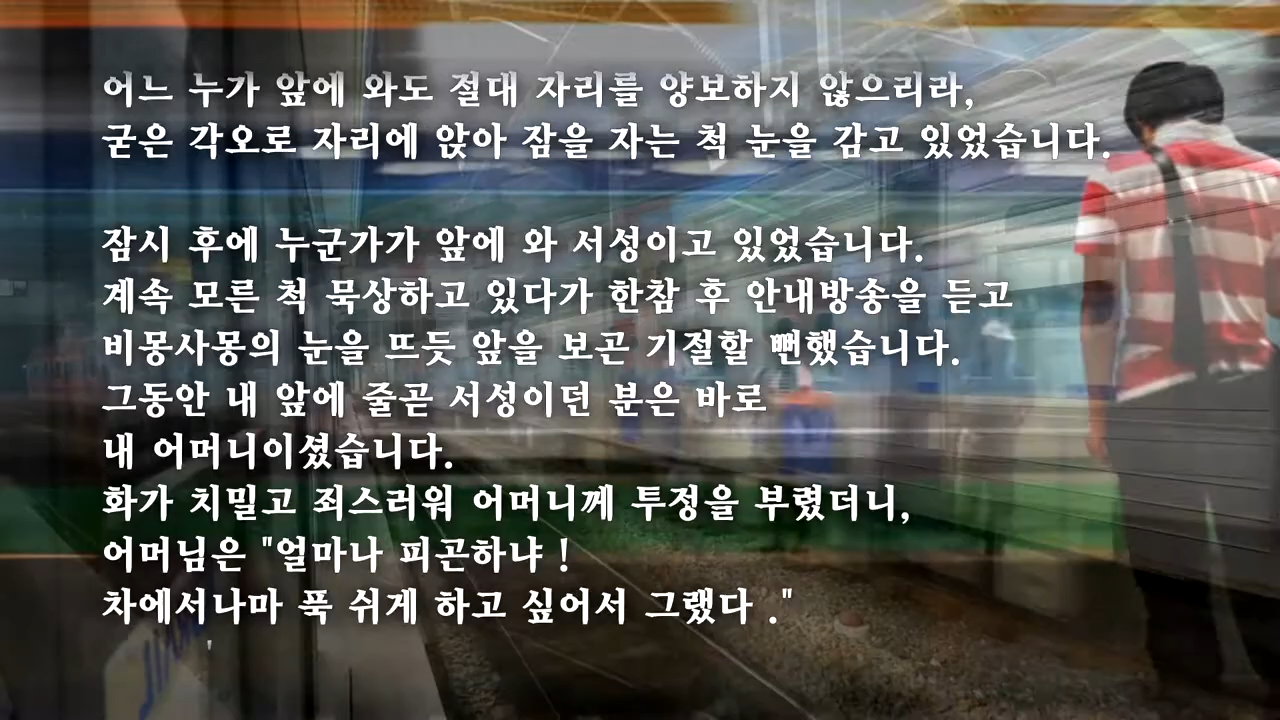 어느 누가 앞에 와도 절대 자리를 양보하지 않으리라,
굳은 각오로 자리에 앉아 잠을 자는 척 눈을 감고 있었습니다.
잠시 후에 누군가가 앞에 와 서성이고 있었습니다.
계속 모른 척 묵상하고 있다가 한참 후 안내방송을 듣고
비몽사몽의 눈을 뜨듯 앞을 보곤 기절할 뻔했습니다.
그동안 내 앞에 줄곧 서성이던 분은 바로
내 어머니이셨습니다.
화가 치밀고 죄스러워 어머니께 투정을 부렸더니,
어머님은 "얼마나 피곤하냐 !
차에서나마 푹 쉬게 하고 싶어서 그랬다 ."